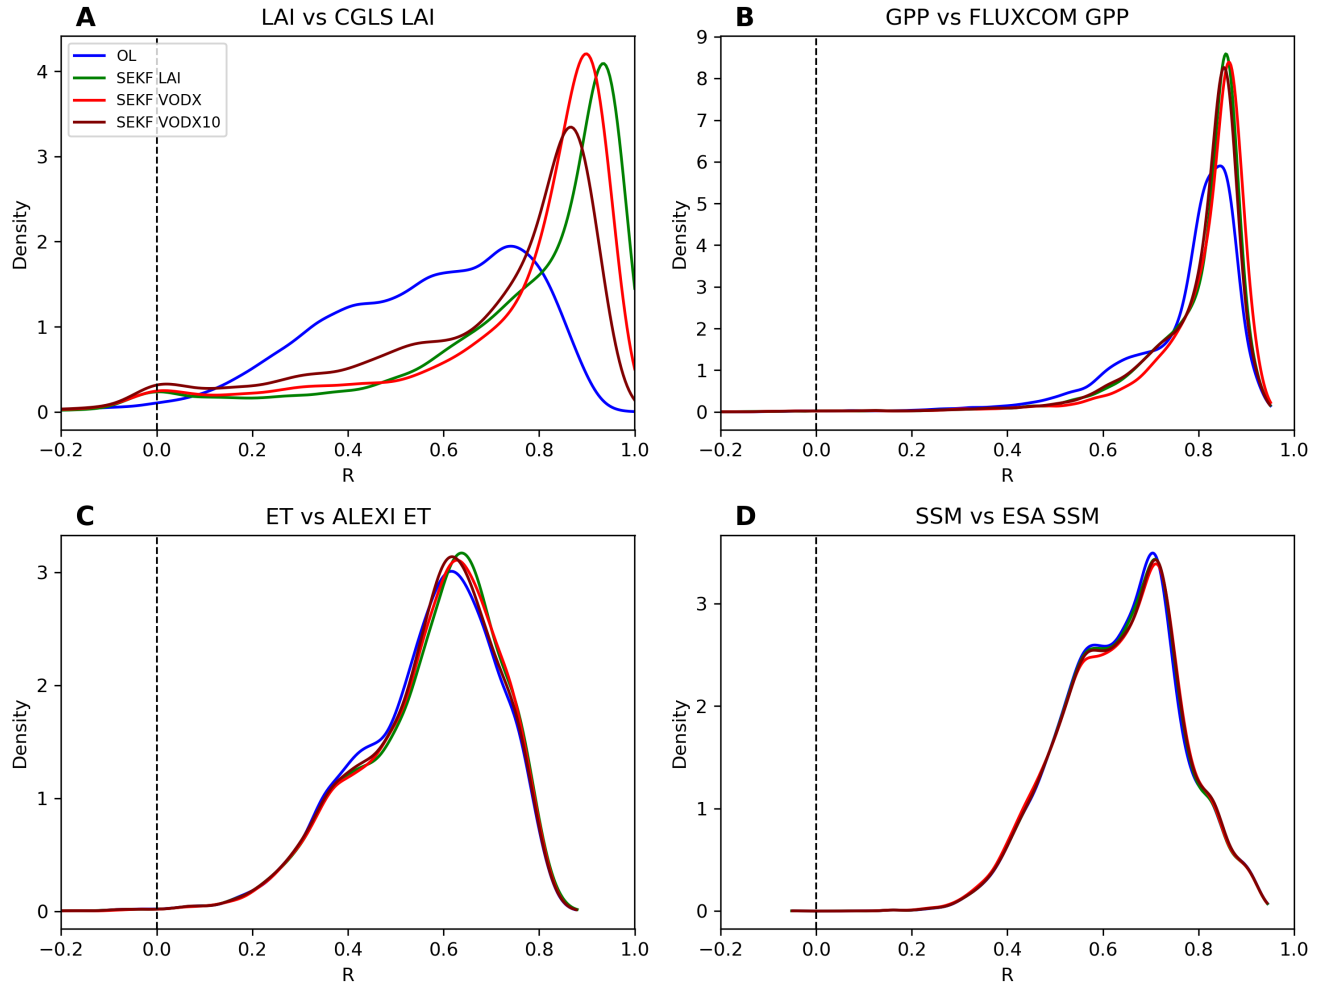 A
LAI vs CGLS LAI
OL
SEKF LAI
SEKF VODX
SEKF VODX10
4
3
2
1
0
Density
−0.2
0.0
0.2
0.4
0.6
0.8
1.0
R
B
GPP vs FLUXCOM GPP
9
8
7
6
5
4
3
2
1
0
Density
−0.2
0.0
0.2
0.4
0.6
0.8
1.0
R
C
ET vs ALEXI ET
3
2
1
0
Density
−0.2
0.0
0.2
0.4
0.6
0.8
1.0
R
D
SSM vs ESA SSM
3
2
1
0
Density
−0.2
0.0
0.2
0.4
0.6
0.8
1.0
R